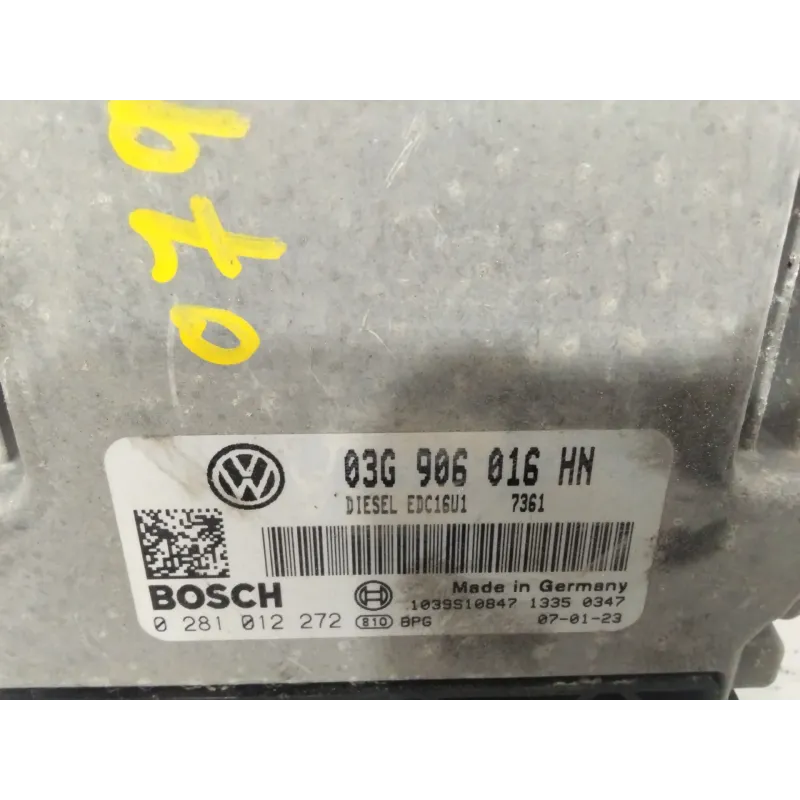 079
03G 906 016 HN
DIESEL EDC16U1 7361
BOSCH
Made in Germany
1039S10847 1335 0347
0 281 012 272 810 BPG 07-01-23